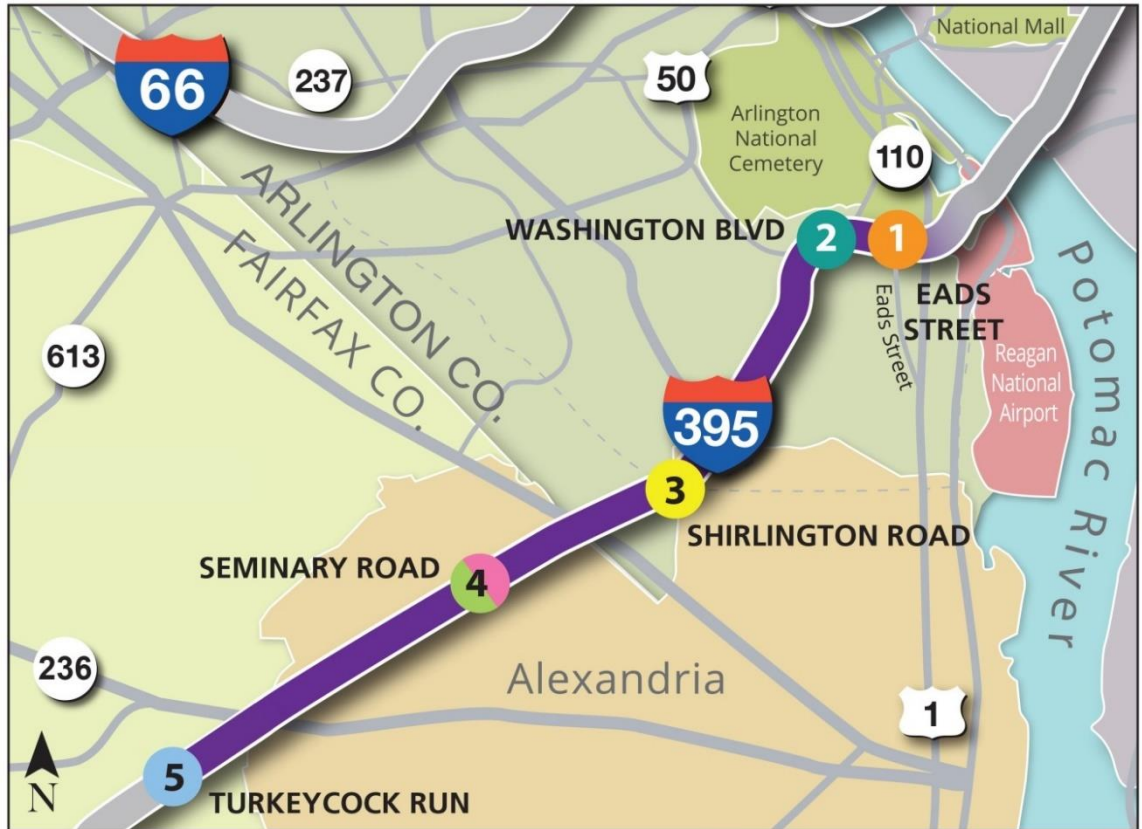 National Mall
66
237
50
Arlington
National
Cemetery
110
ARLINGTON CO.
FAIRFAX CO.
WASHINGTON BLVD
2
1
EADS
STREET
Eads Street
Potomac River
613
Reagan
National
Airport
395
3
SHIRLINGTON ROAD
SEMINARY ROAD
4
236
Alexandria
1
5
TURKEYCOCK RUN
N